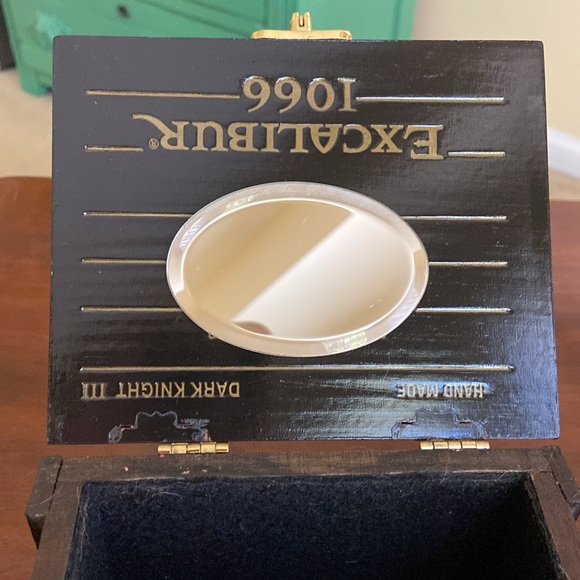 HAND MADE DARK KNIGHT III
EXCALIBUR®
1066